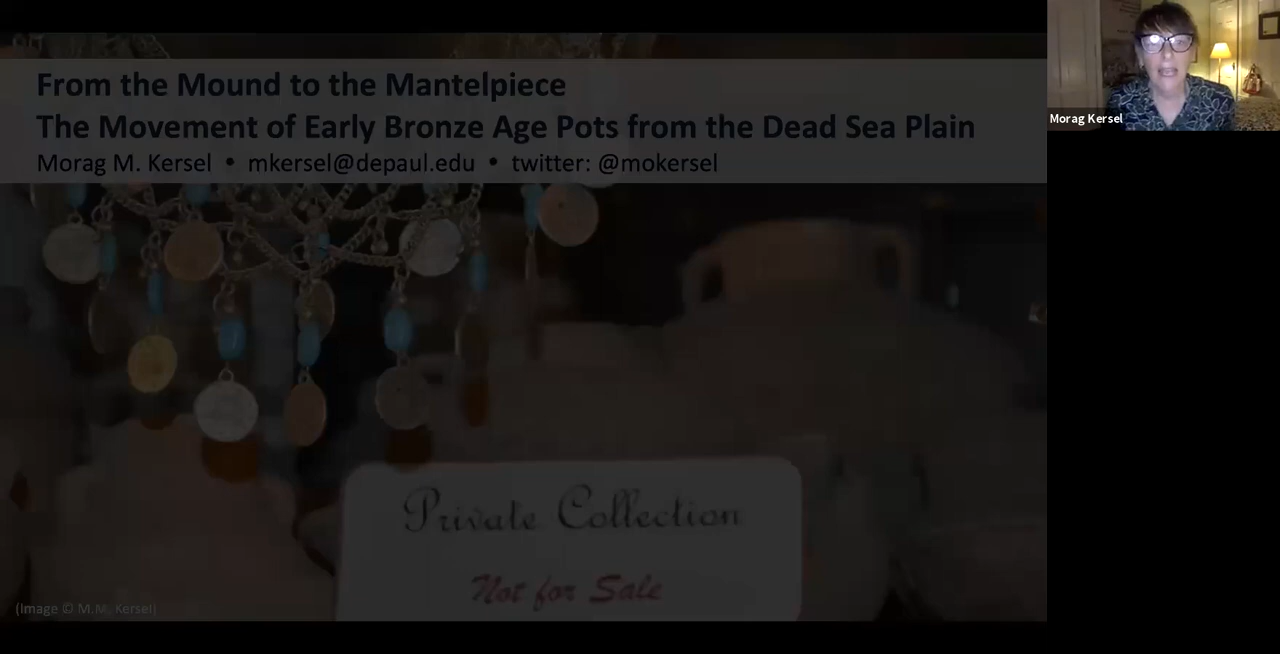 From the Mound to the Mantelpiece
The Movement of Early Bronze Age Pots from the Dead Sea Plain
Morag M. Kersel • mkersel@depaul.edu • twitter: @mokersel
Morag Kersel
Private Collection
Not for Sale
(Image © M.M. Kersel)